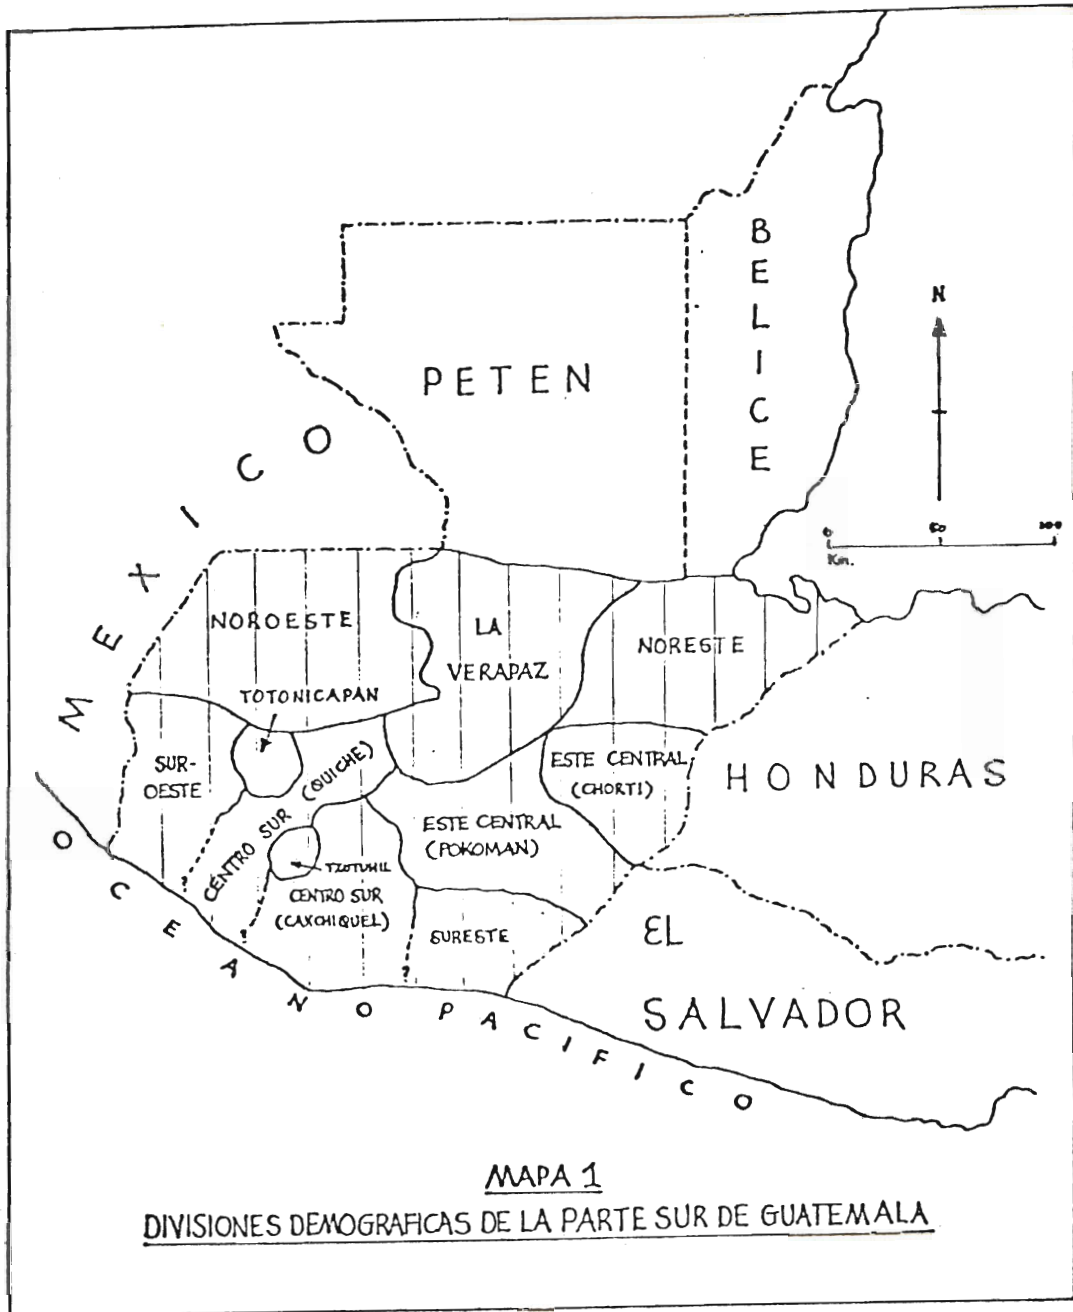 BELICE
N
PETEN
MEXICO
0 50 100
Km.
NOROESTE
LA
VERAPAZ
NORESTE
TOTONICAPAN
SUR-
OESTE
CENTRO SUR (QUICHE)
ESTE CENTRAL
(CHORTI)
HONDURAS
ESTE CENTRAL
(POKOMAN)
TZOTUHIL
CENTRO SUR
(CAXCHIQUEL)
SURESTE
?
?
?
EL
SALVADOR
OCEANO PACIFICO
MAPA 1
DIVISIONES DEMOGRAFICAS DE LA PARTE SUR DE GUATEMALA